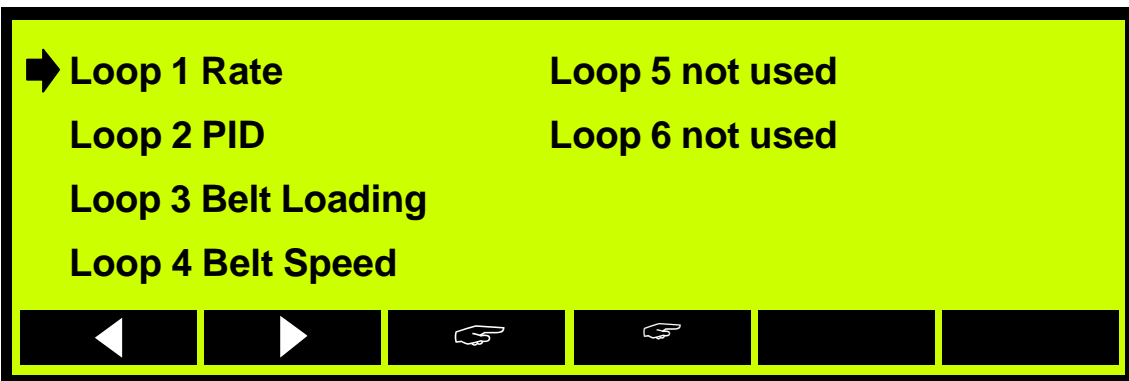 Loop 1 Rate
Loop 2 PID
Loop 3 Belt Loading
Loop 4 Belt Speed
Loop 5 not used
Loop 6 not used